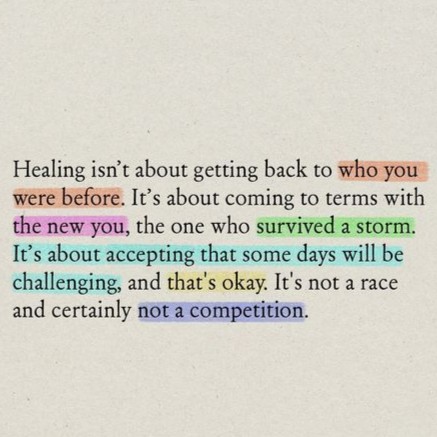 Healing isn’t about getting back to who you
were before. It’s about coming to terms with
the new you, the one who survived a storm.
It’s about accepting that some days will be
challenging, and that's okay. It's not a race
and certainly not a competition.